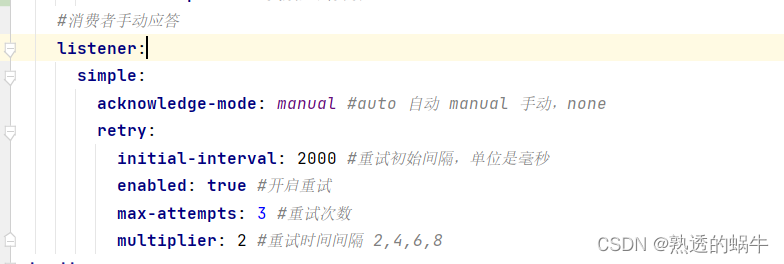 #消费者手动应答
listener:
simple:
acknowledge-mode: manual #auto 自动 manual 手动，none
retry:
initial-interval: 2000 #重试初始间隔，单位是毫秒
enabled: true #开启重试
max-attempts: 3 #重试次数
multiplier: 2 #重试时间间隔 2,4,6,8
CSDN @熟透的蜗牛